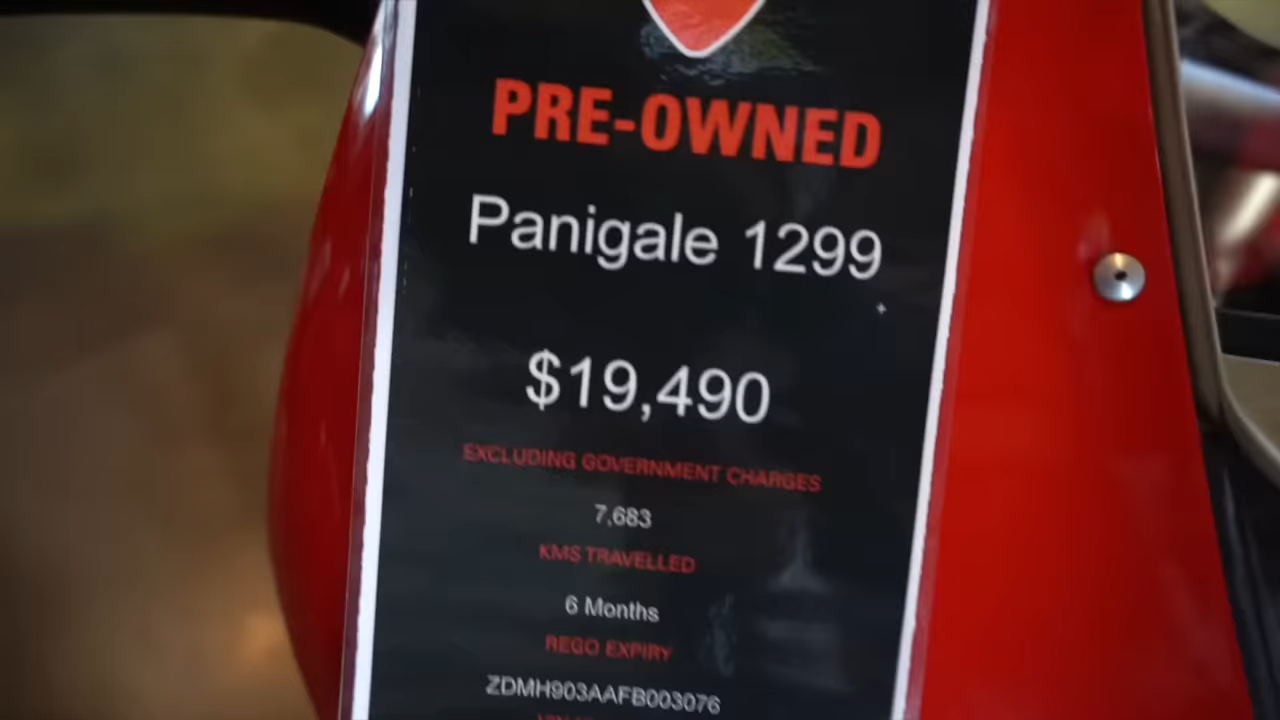 PRE-OWNED
Panigale 1299
$19,490
EXCLUDING GOVERNMENT CHARGES
7,683
KMS TRAVELLED
6 Months
REGO EXPIRY
ZDMH903AAFB003076